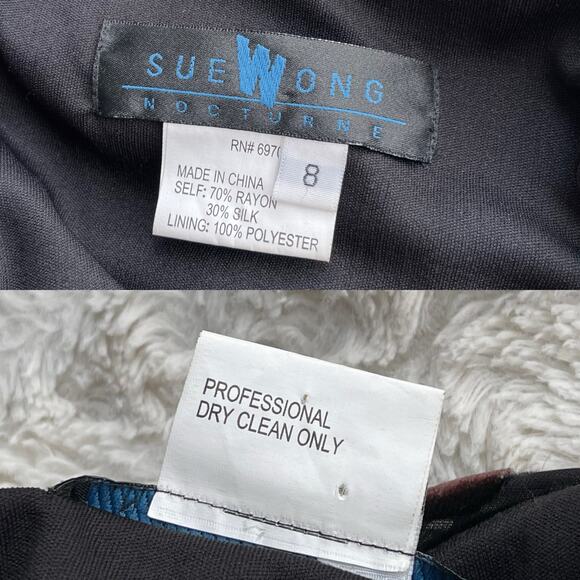 SUE WONG
NOCTURNE
RN# 6970
8
MADE IN CHINA
SELF: 70% RAYON
30% SILK
LINING: 100% POLYESTER
PROFESSIONAL
DRY CLEAN ONLY